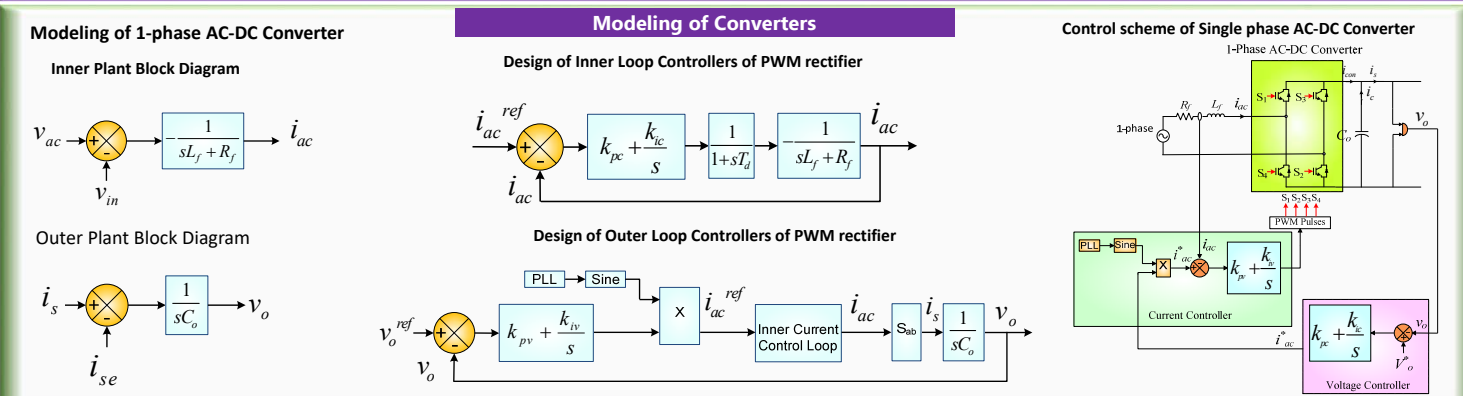 Modeling of Converters
Modeling of 1-phase AC-DC Converter
Inner Plant Block Diagram
v_ac + - -1/(sL_f + R_f) i_ac
v_in
Outer Plant Block Diagram
i_s + - 1/(sC_o) v_o
i_se
Design of Inner Loop Controllers of PWM rectifier
i_ac^ref + - k_pc + k_ic/s 1/(1+sT_d) -1/(sL_f + R_f) i_ac
i_ac
Design of Outer Loop Controllers of PWM rectifier
PLL Sine
v_o^ref + - k_pv + k_iv/s X i_ac^ref Inner Current Control Loop i_ac S_ab i_s 1/(sC_o) v_o
v_o
Control scheme of Single phase AC-DC Converter
1-Phase AC-DC Converter
i_con i_s
i_c
S_1 S_3
R_f L_f i_ac
1-phase
C_o
v_o
S_4 S_2
S_1 S_2 S_3 S_4
PWM Pulses
PLL Sine
X i*_ac + - i_ac k_pv + k_iv/s
Current Controller
i*_ac
k_pc + k_ic/s
v_o
V*_o
Voltage Controller